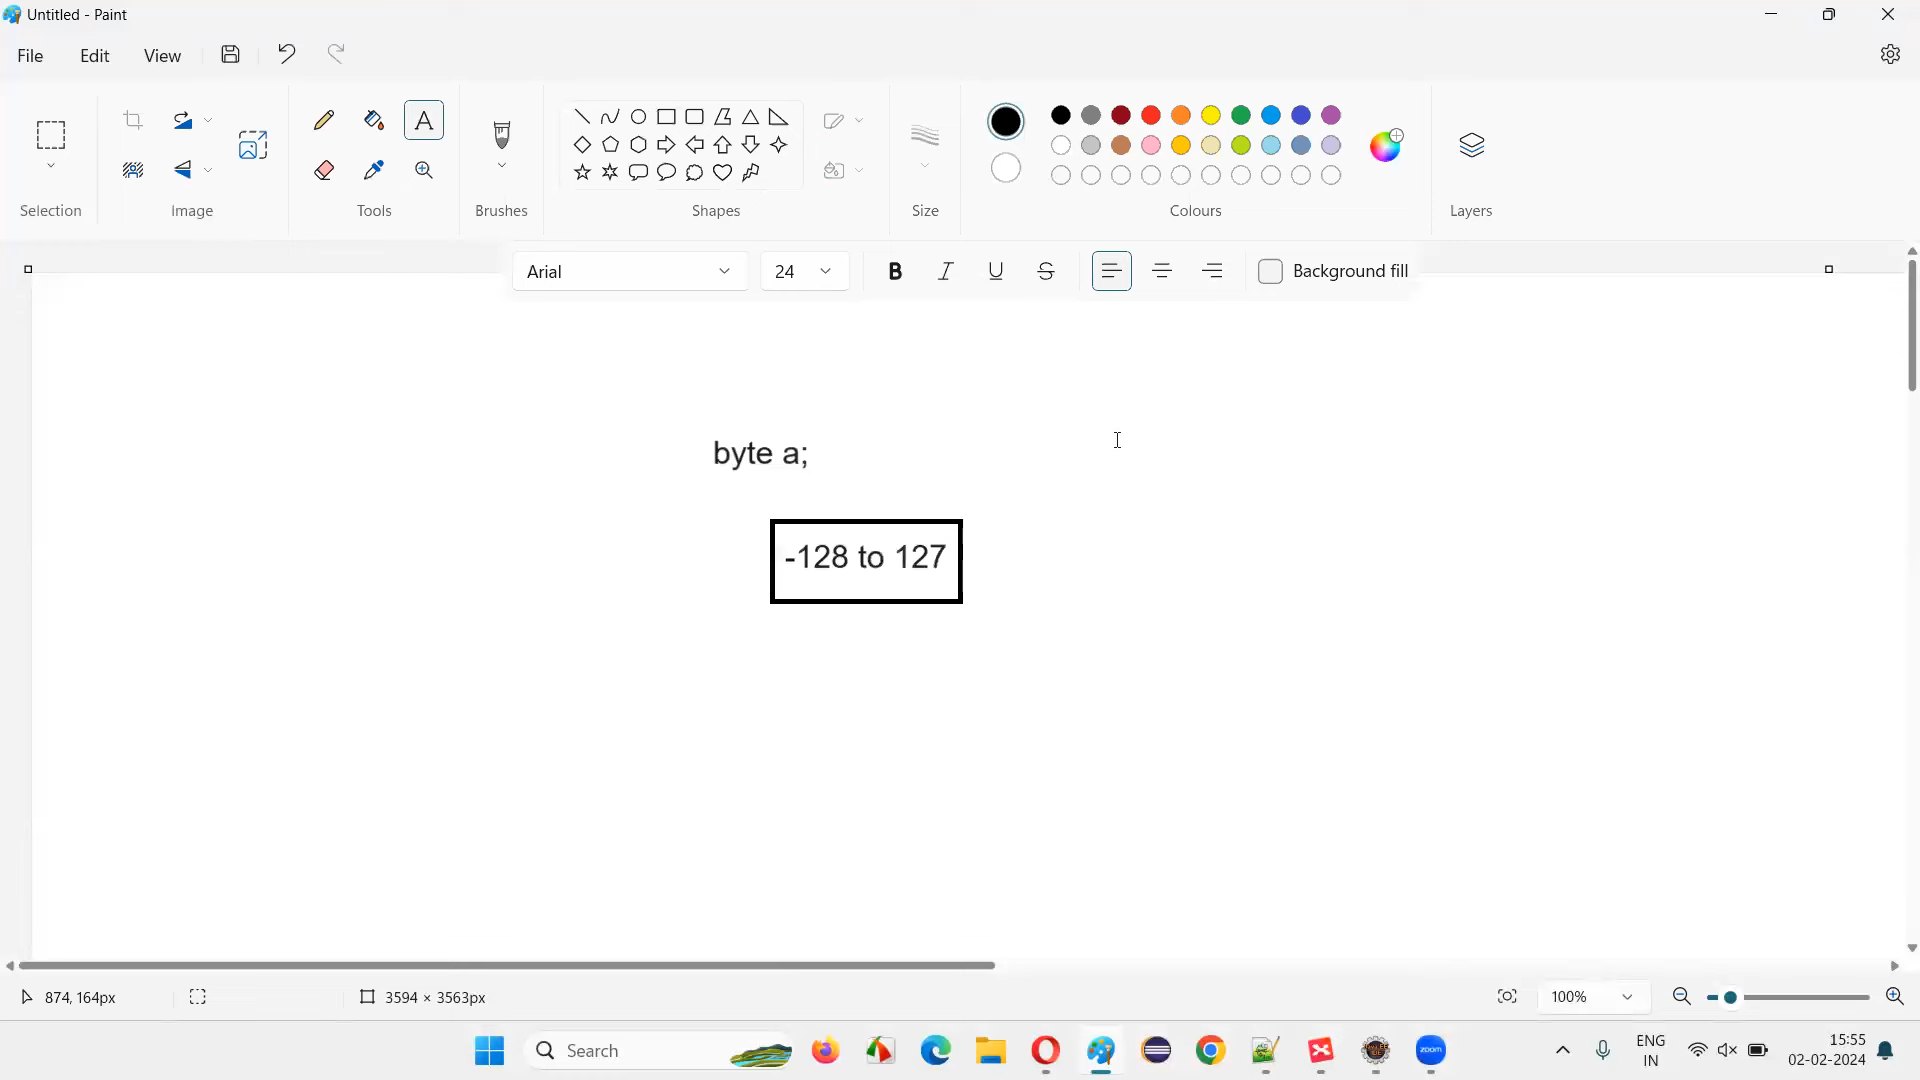 Untitled - Paint
File Edit View
Selection Image Tools Brushes Shapes Size Colours Layers
Arial 24 B I U S Background fill
byte a;
-128 to 127
874, 164px 3594 × 3563px 100%
Search zoom ENG 15:55
IN 02-02-2024